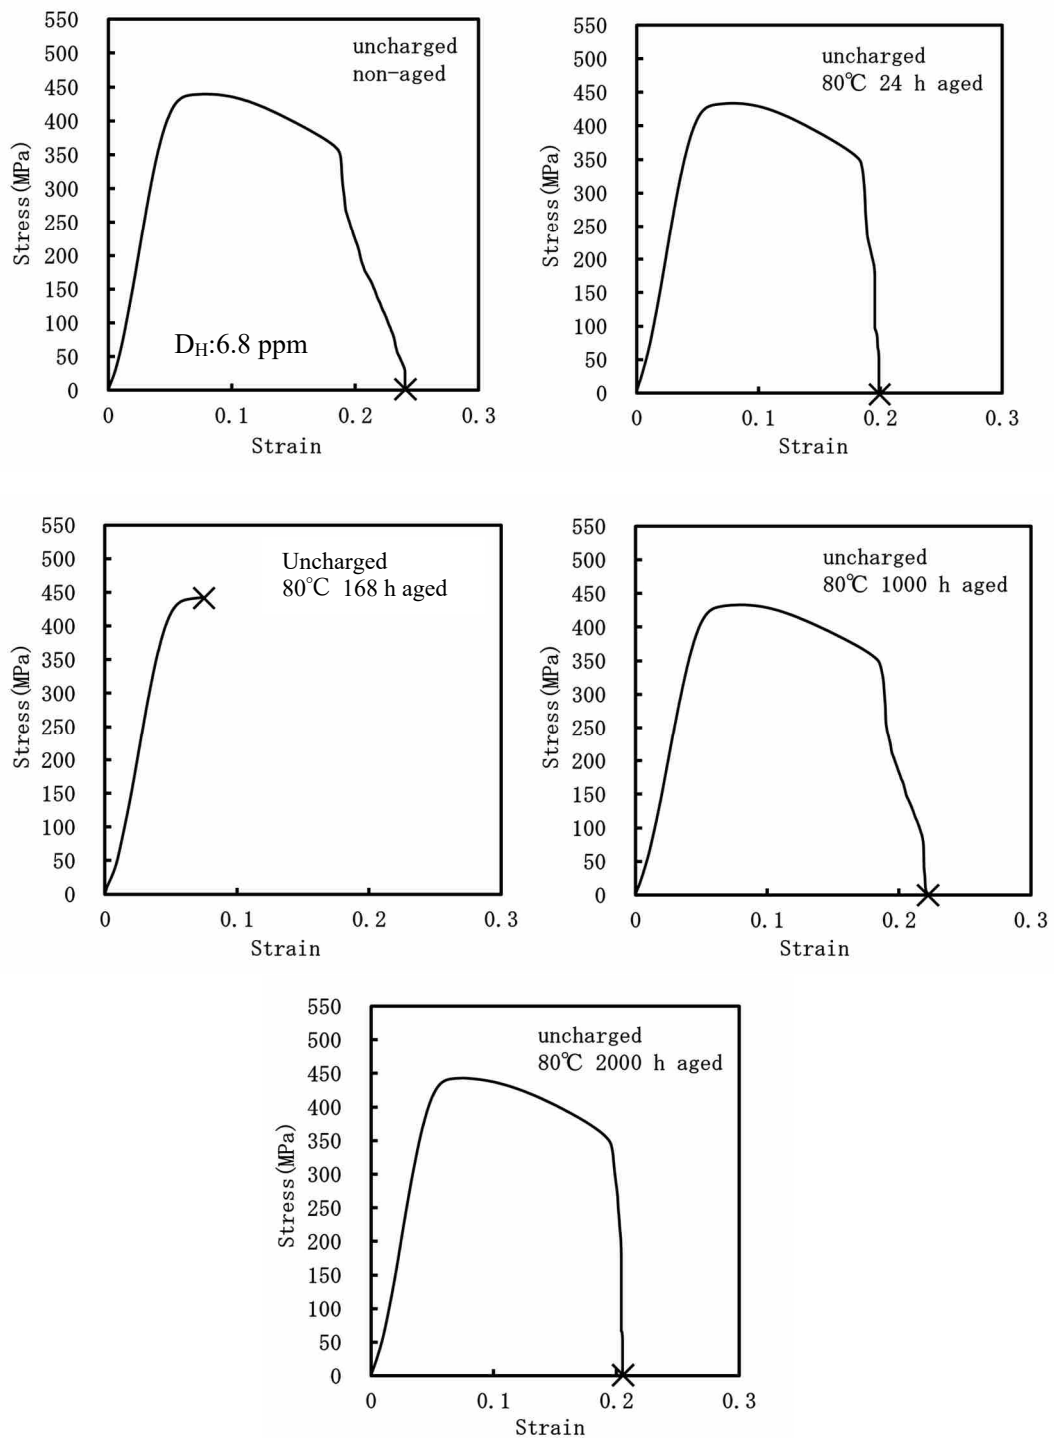 550
500
450
400
350
300
250
200
150
100
50
0
Stress(MPa)
uncharged
non-aged
DH:6.8 ppm
0 0.1 0.2 0.3
Strain
550
500
450
400
350
300
250
200
150
100
50
0
Stress(MPa)
uncharged
80℃ 24 h aged
0 0.1 0.2 0.3
Strain
550
500
450
400
350
300
250
200
150
100
50
0
Stress(MPa)
Uncharged
80℃ 168 h aged
0 0.1 0.2 0.3
Strain
550
500
450
400
350
300
250
200
150
100
50
0
Stress(MPa)
uncharged
80℃ 1000 h aged
0 0.1 0.2 0.3
Strain
550
500
450
400
350
300
250
200
150
100
50
0
Stress(MPa)
uncharged
80℃ 2000 h aged
0 0.1 0.2 0.3
Strain